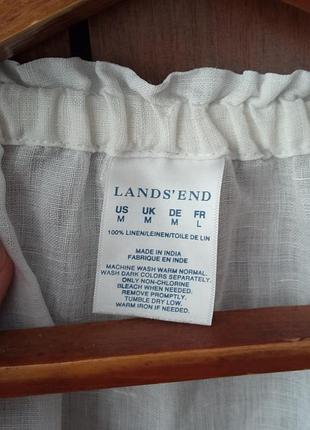 LANDS' END
US UK DE FR
M M M L
100% LINEN/LEINEN/TOILE DE LIN
MADE IN INDIA
FABRIQUE EN INDE
MACHINE WASH WARM NORMAL.
WASH DARK COLORS SEPARATELY.
ONLY NON-CHLORINE
BLEACH WHEN NEEDED.
REMOVE PROMPTLY.
TUMBLE DRY LOW.
WARM IRON IF NEEDED.